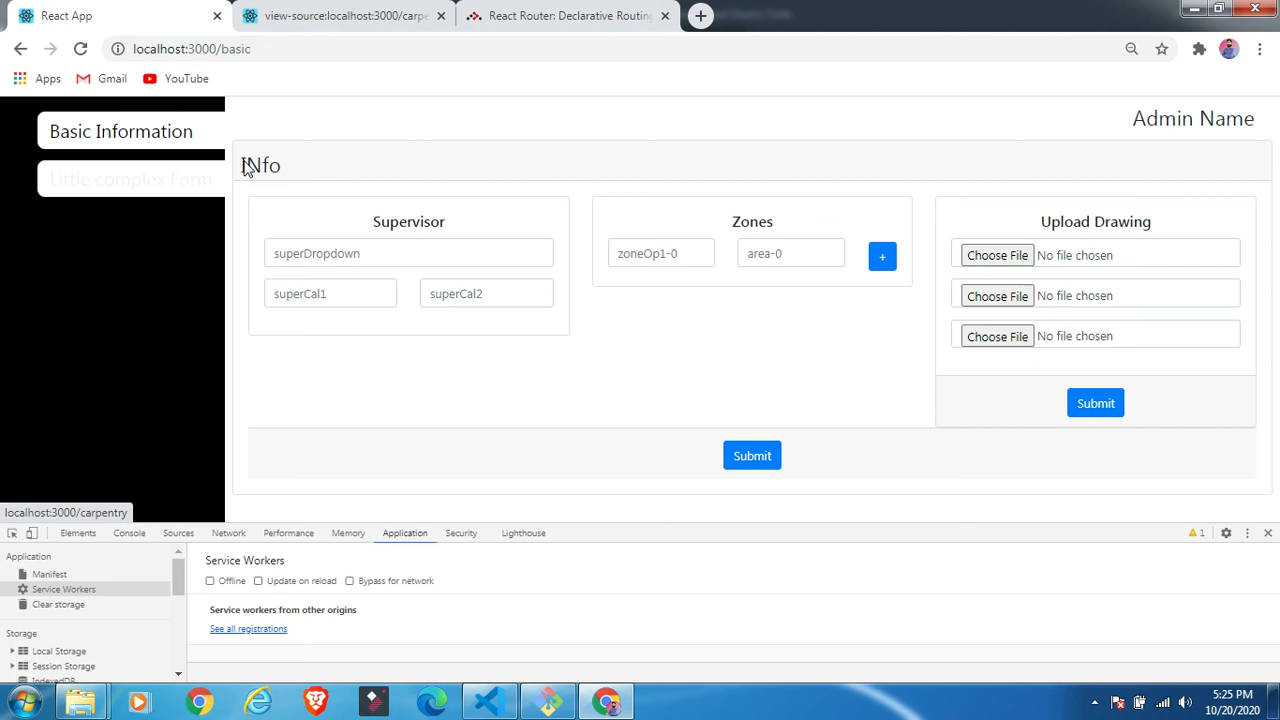 React App
view-source:localhost:3000/carpe
React Router: Declarative Routing
localhost:3000/basic
Apps
Gmail
YouTube
Basic Information
Little complex Form
Admin Name
INfo
Supervisor
superDropdown
superCal1
superCal2
Zones
zoneOp1-0
area-0
+
Upload Drawing
Choose File No file chosen
Choose File No file chosen
Choose File No file chosen
Submit
Submit
localhost:3000/carpentry
Elements Console Sources Network Performance Memory Application Security Lighthouse 1
Application
Manifest
Service Workers
Clear storage
Storage
Local Storage
Session Storage
IndexedDB
Service Workers
Offline Update on reload Bypass for network
Service workers from other origins
See all registrations
5:25 PM
10/20/2020